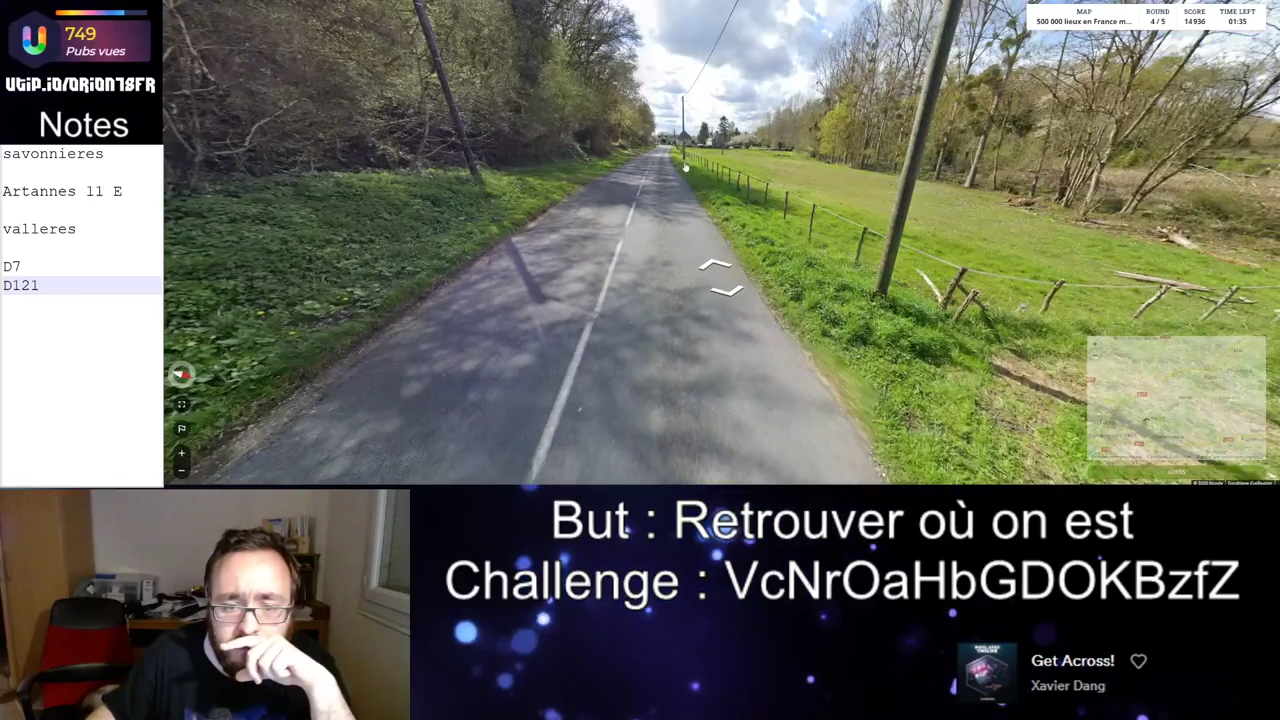 749
Pubs vues
utip.io/orion78fr
Notes
savonnieres
Artannes 11 E
valleres
D7
D121
MAP
500 000 lieux en France m...
ROUND
4 / 5
SCORE
14 936
TIME LEFT
01:35
But : Retrouver où on est
Challenge : VcNrOaHbGDOKBzfZ
Get Across!
Xavier Dang